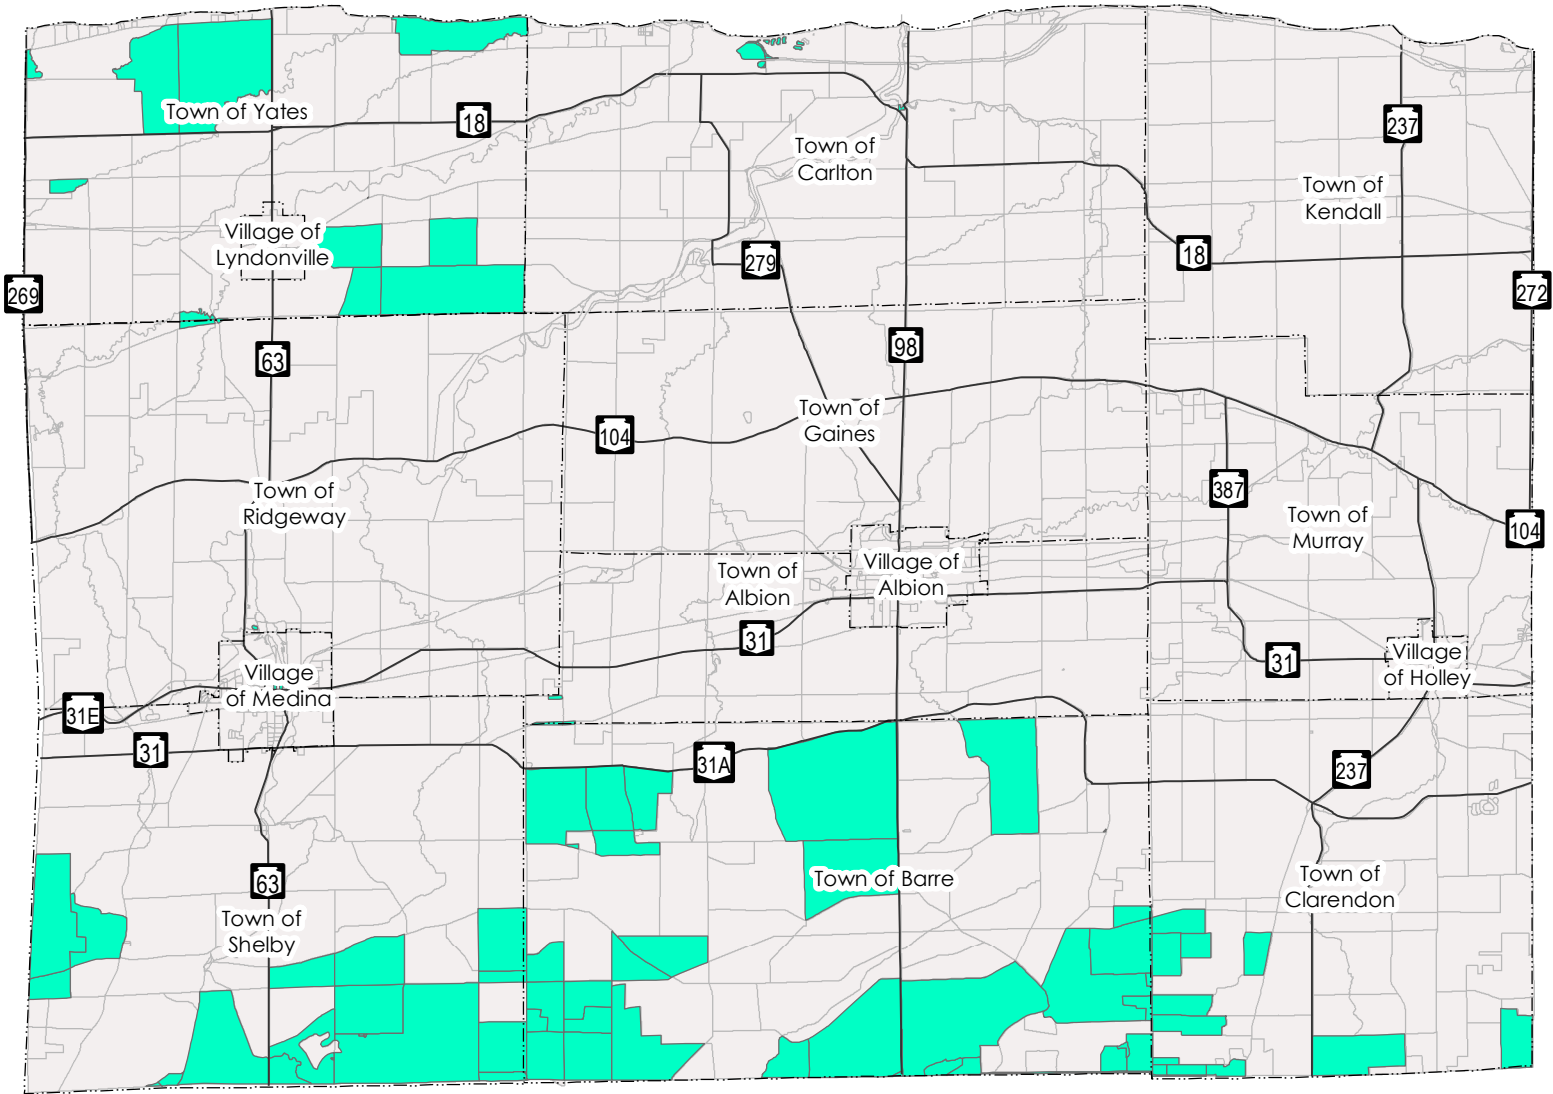 18
237
Town of Yates
Town of
Carlton
Town of
Kendall
Village of
Lyndonville
279
18
269
272
63
98
Town of
Gaines
104
Town of
Ridgeway
387
Town of
Murray
104
Town of
Albion
Village of
Albion
31
31
Village
of Holley
Village
of Medina
31E
31
31A
237
63
Town of Barre
Town of
Clarendon
Town of
Shelby